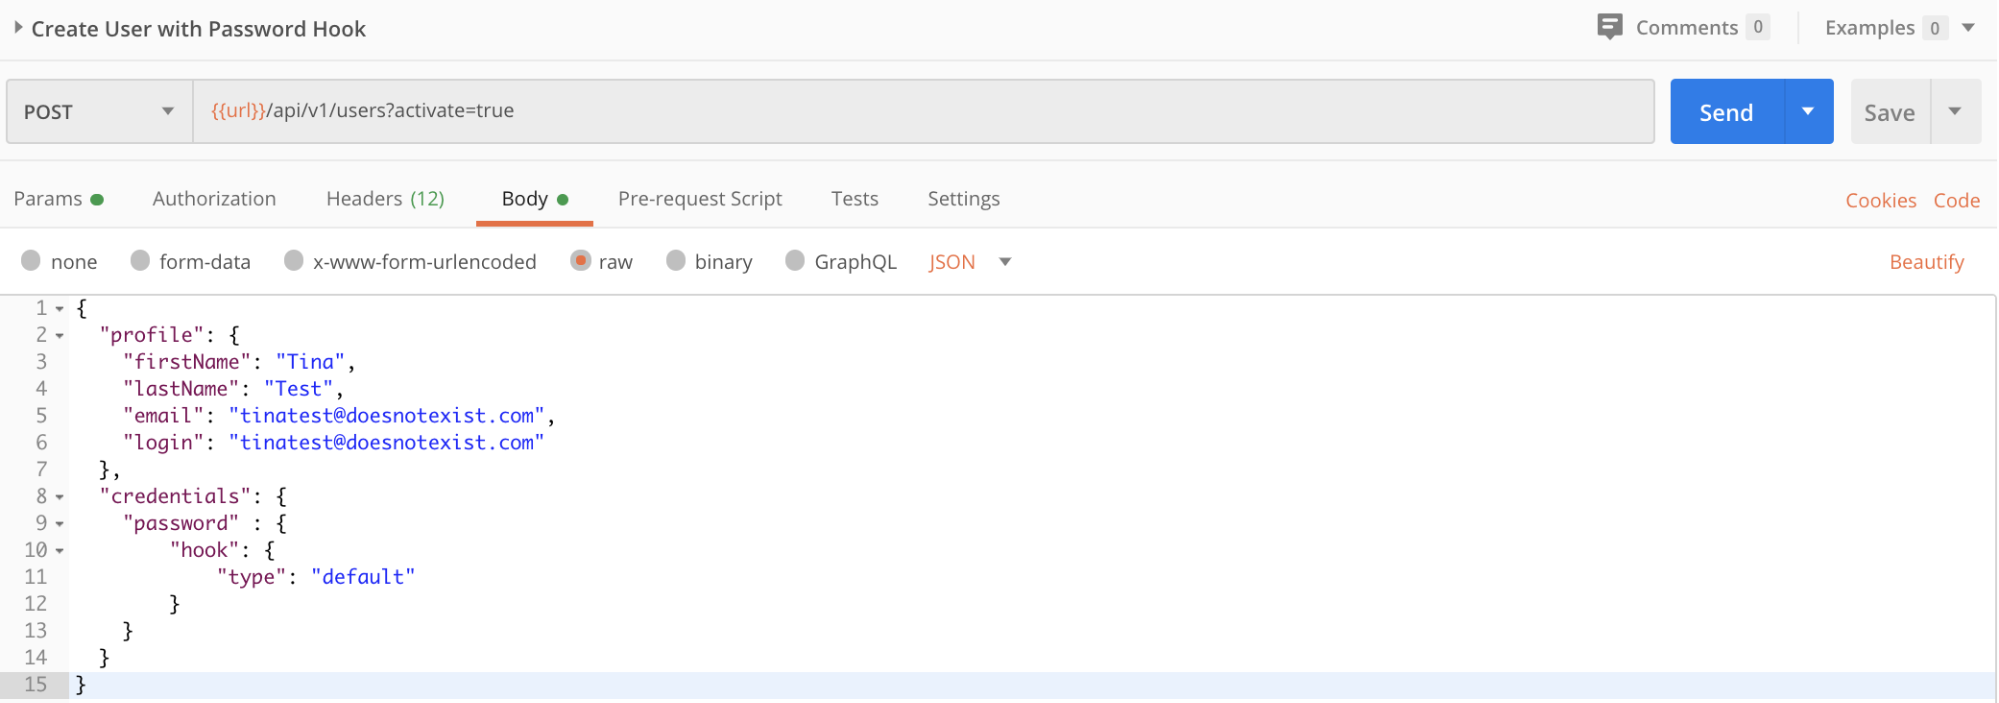 Create User with Password Hook Comments 0 Examples 0
POST {{url}}/api/v1/users?activate=true Send Save
Params Authorization Headers (12) Body Pre-request Script Tests Settings Cookies Code
none form-data x-www-form-urlencoded raw binary GraphQL JSON Beautify
1 {
2   "profile": {
3     "firstName": "Tina",
4     "lastName": "Test",
5     "email": "tinatest@doesnotexist.com",
6     "login": "tinatest@doesnotexist.com"
7   },
8   "credentials": {
9     "password" : {
10         "hook": {
11             "type": "default"
12         }
13     }
14   }
15 }